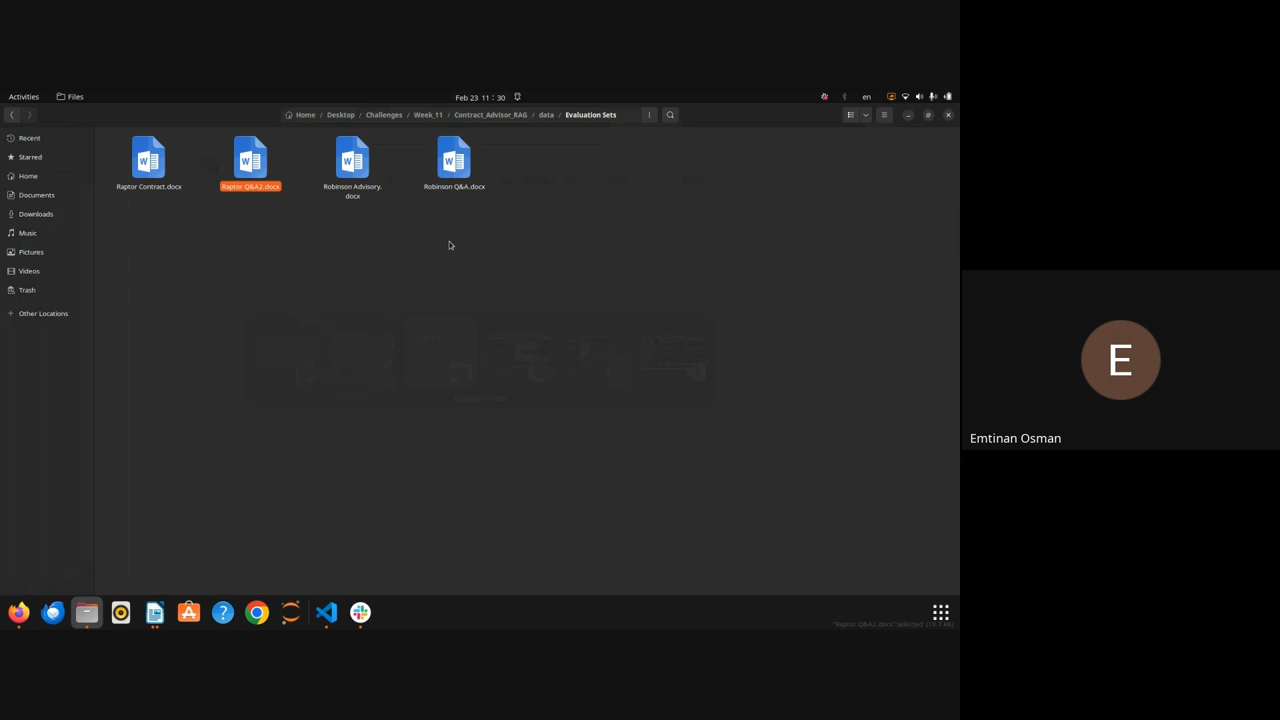 Activities
Files
Feb 23 11:30
en
Home / Desktop / Challenges / Week_11 / Contract_Advisor_RAG / data / Evaluation Sets
Recent
Starred
Home
Documents
Downloads
Music
Pictures
Videos
Trash
+ Other Locations
Raptor Contract.docx
Raptor Q&A2.docx
Robinson Advisory.
docx
Robinson Q&A.docx
E
Emtinan Osman